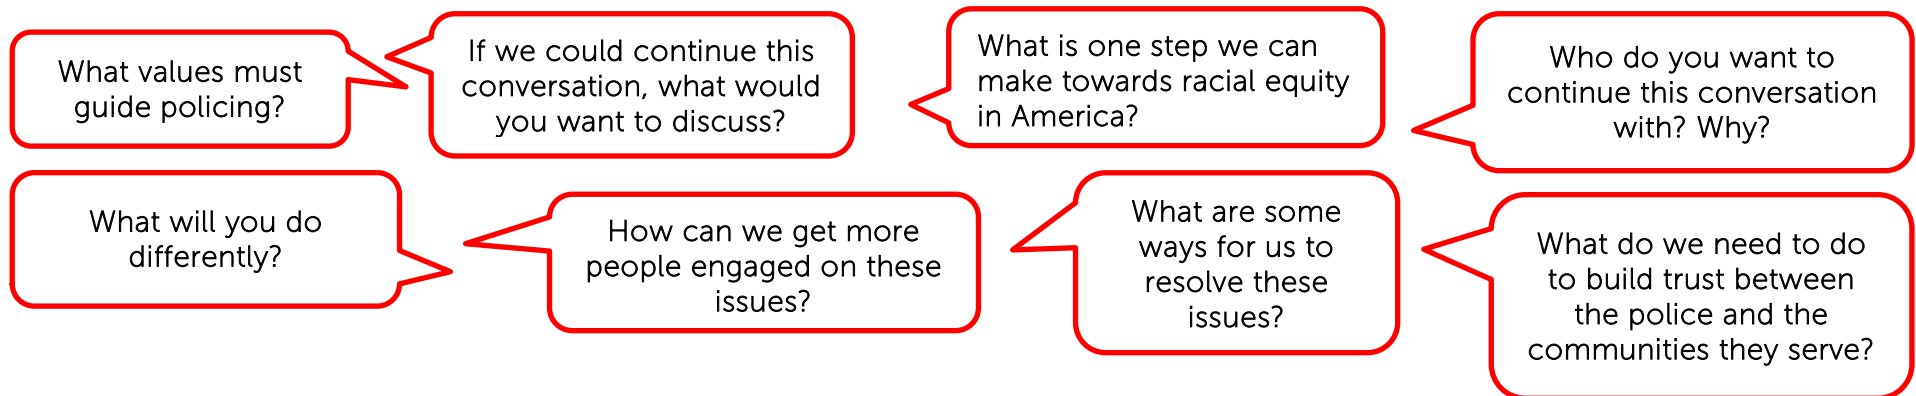 What values must
guide policing?
If we could continue this
conversation, what would
you want to discuss?
What is one step we can
make towards racial equity
in America?
Who do you want to
continue this conversation
with? Why?
What will you do
differently?
How can we get more
people engaged on these
issues?
What are some
ways for us to
resolve these
issues?
What do we need to do
to build trust between
the police and the
communities they serve?